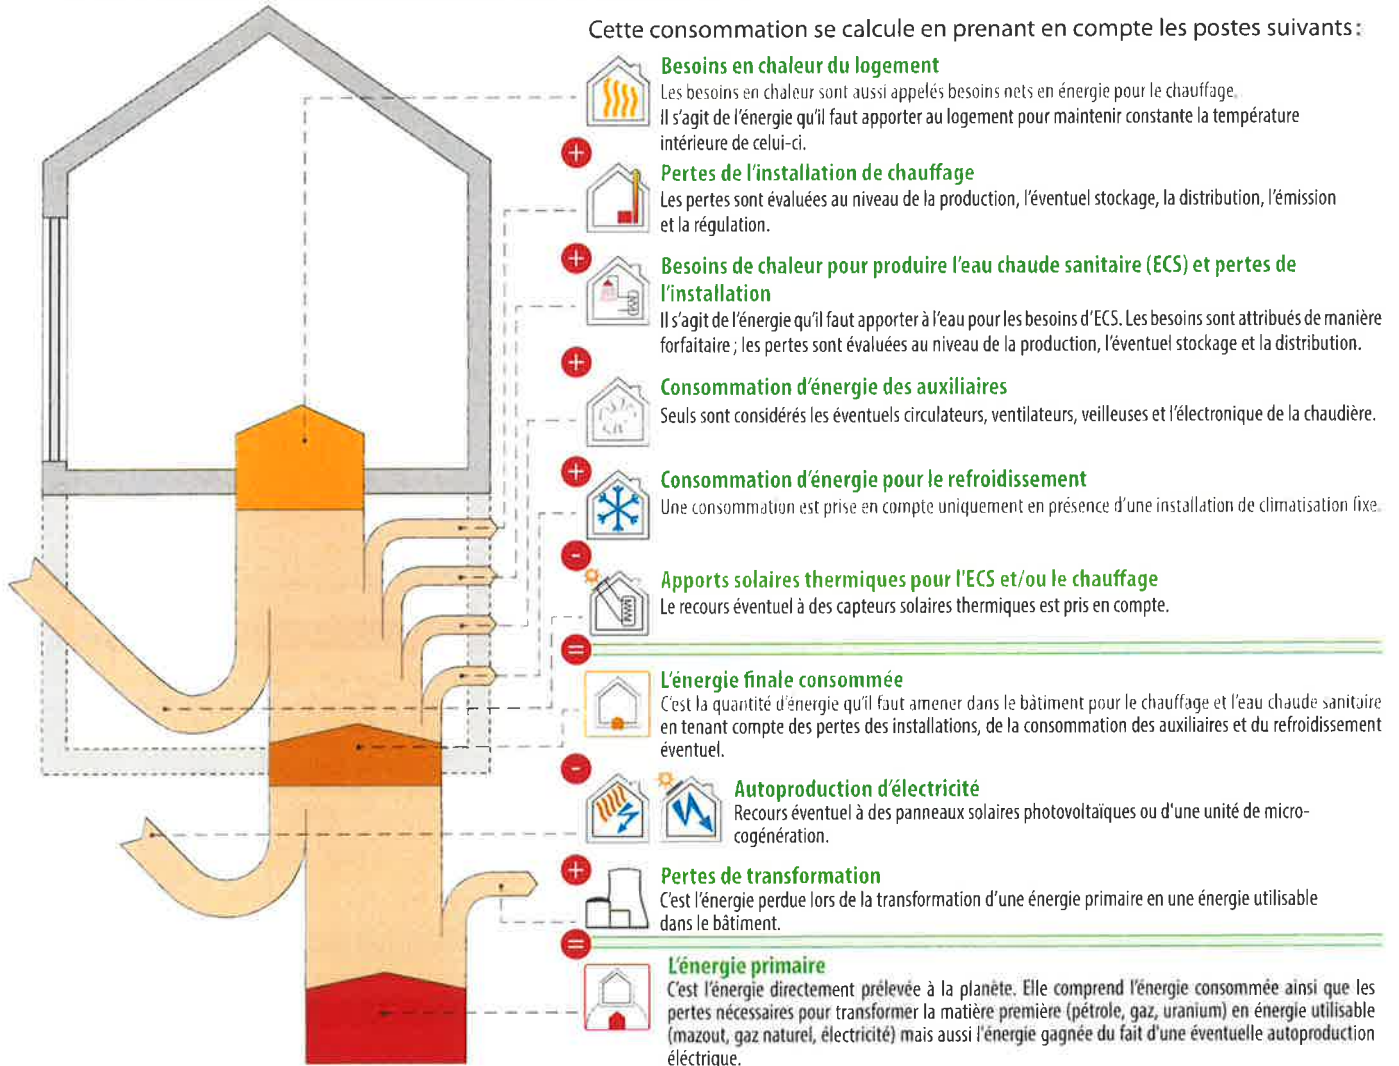 Cette consommation se calcule en prenant en compte les postes suivants :
Besoins en chaleur du logement
Les besoins en chaleur sont aussi appelés besoins nets en énergie pour le chauffage.
Il s'agit de l'énergie qu'il faut apporter au logement pour maintenir constante la température
intérieure de celui-ci.
+
Pertes de l'installation de chauffage
Les pertes sont évaluées au niveau de la production, l'éventuel stockage, la distribution, l'émission
et la régulation.
+
Besoins de chaleur pour produire l'eau chaude sanitaire (ECS) et pertes de
l'installation
Il s'agit de l'énergie qu'il faut apporter à l'eau pour les besoins d'ECS. Les besoins sont attribués de manière
forfaitaire ; les pertes sont évaluées au niveau de la production, l'éventuel stockage et la distribution.
+
Consommation d'énergie des auxiliaires
Seuls sont considérés les éventuels circulateurs, ventilateurs, veilleuses et l'électronique de la chaudière.
+
Consommation d'énergie pour le refroidissement
Une consommation est prise en compte uniquement en présence d'une installation de climatisation fixe.
-
Apports solaires thermiques pour l'ECS et/ou le chauffage
Le recours éventuel à des capteurs solaires thermiques est pris en compte.
=
L'énergie finale consommée
C'est la quantité d'énergie qu'il faut amener dans le bâtiment pour le chauffage et l'eau chaude sanitaire
en tenant compte des pertes des installations, de la consommation des auxiliaires et du refroidissement
éventuel.
-
Autoproduction d'électricité
Recours éventuel à des panneaux solaires photovoltaïques ou d'une unité de micro-
cogénération.
+
Pertes de transformation
C'est l'énergie perdue lors de la transformation d'une énergie primaire en une énergie utilisable
dans le bâtiment.
=
L'énergie primaire
C'est l'énergie directement prélevée à la planète. Elle comprend l'énergie consommée ainsi que les
pertes nécessaires pour transformer la matière première (pétrole, gaz, uranium) en énergie utilisable
(mazout, gaz naturel, électricité) mais aussi l'énergie gagnée du fait d'une éventuelle autoproduction
éléctrique.